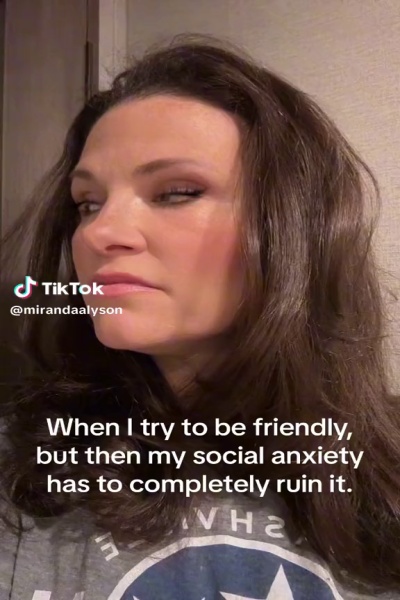 TikTok
@mirandaalyson
When I try to be friendly,
but then my social anxiety
has to completely ruin it.